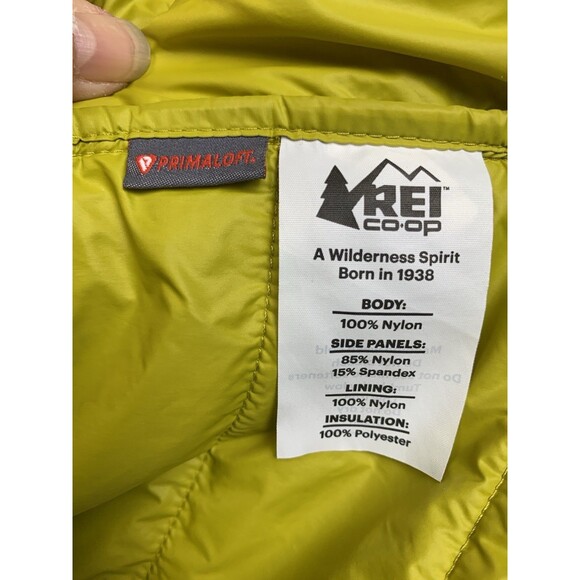 PRIMALOFT
REI™
CO·OP
A Wilderness Spirit
Born in 1938
BODY:
100% Nylon
SIDE PANELS:
85% Nylon
15% Spandex
LINING:
100% Nylon
INSULATION:
100% Polyester